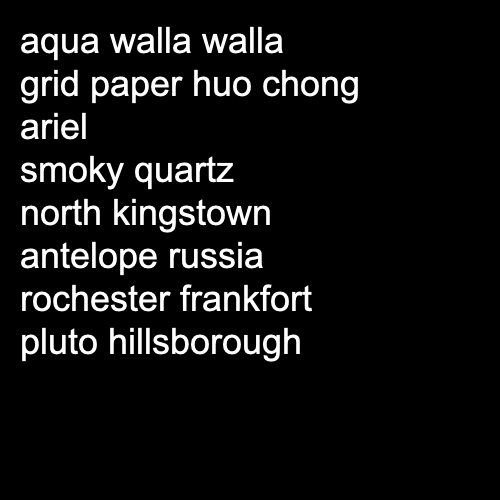 aqua walla walla
grid paper huo chong
ariel
smoky quartz
north kingstown
antelope russia
rochester frankfort
pluto hillsborough